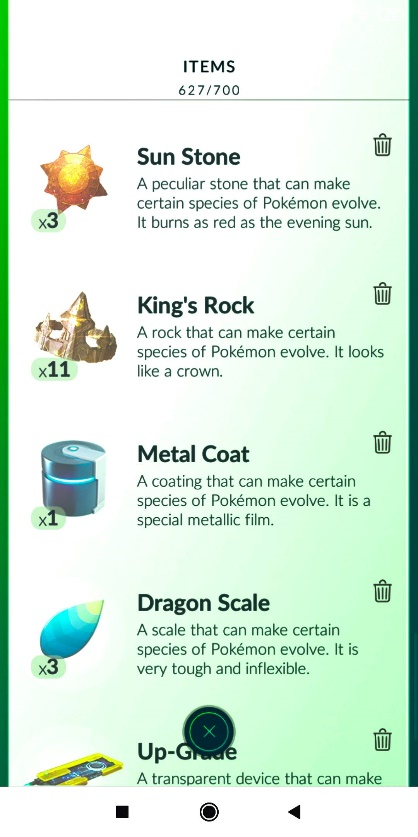 ITEMS
627/700
Sun Stone
A peculiar stone that can make
certain species of Pokémon evolve.
It burns as red as the evening sun.
x3
King's Rock
A rock that can make certain
species of Pokémon evolve. It looks
like a crown.
x11
Metal Coat
A coating that can make certain
species of Pokémon evolve. It is a
special metallic film.
x1
Dragon Scale
A scale that can make certain
species of Pokémon evolve. It is
very tough and inflexible.
x3
Up-Grade
A transparent device that can make